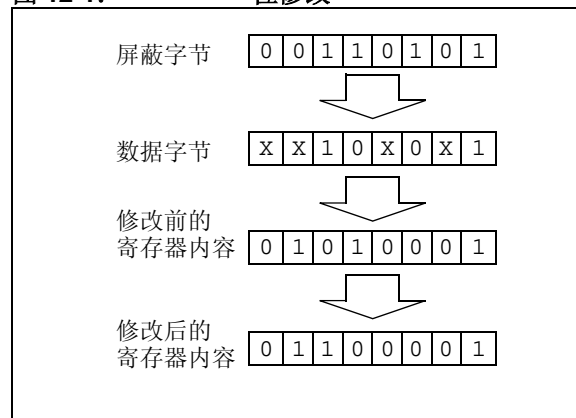 屏蔽字节 0 0 1 1 0 1 0 1
数据字节 X X 1 0 X 0 X 1
修改前的
寄存器内容 0 1 0 1 0 0 0 1
修改后的
寄存器内容 0 1 1 0 0 0 0 1